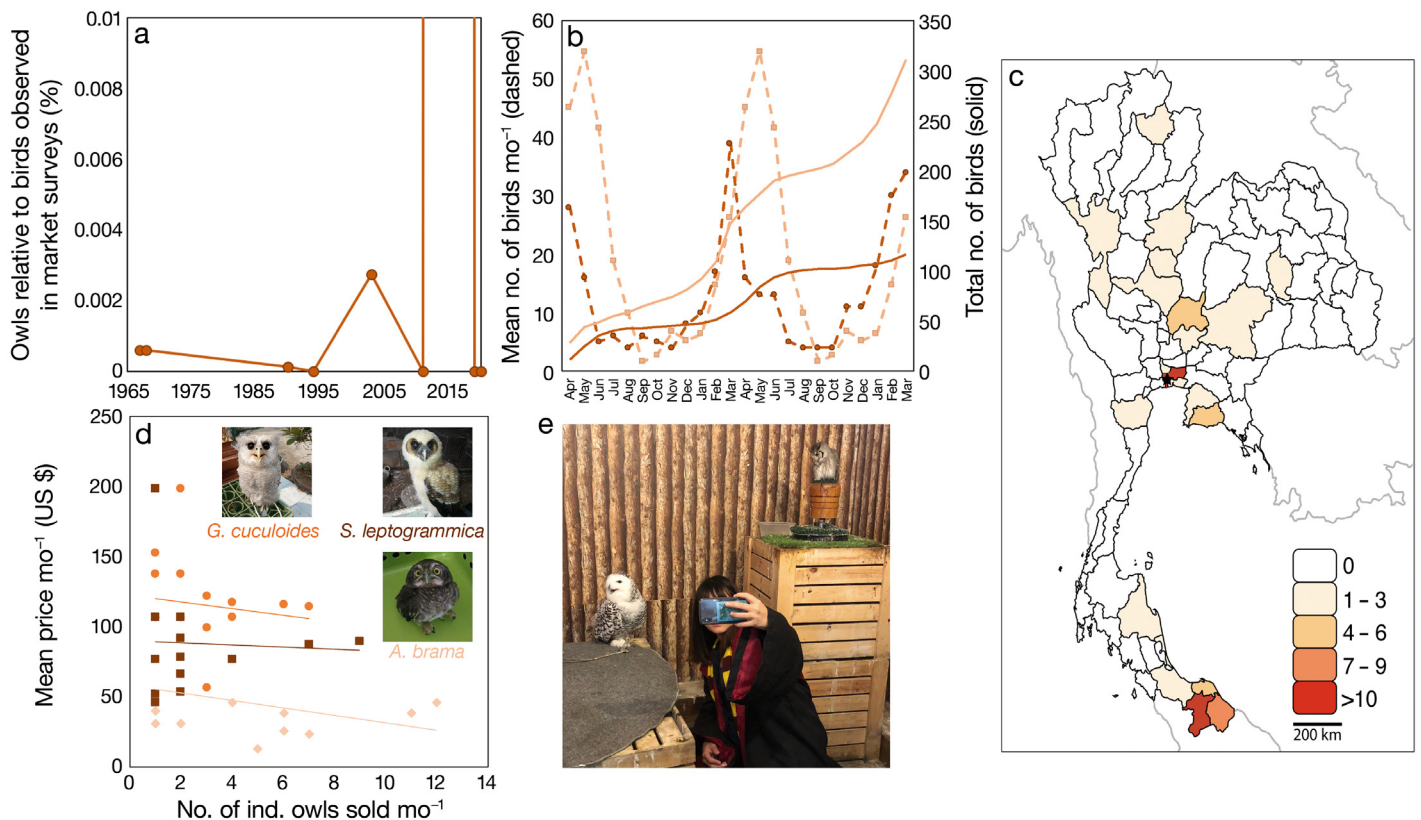 a
Owls relative to birds observed
in market surveys (%)
0.01
0.008
0.006
0.004
0.002
0
1965
1975
1985
1995
2005
2015
b
Mean no. of birds mo⁻¹ (dashed)
60
50
40
30
20
10
0
Total no. of birds (solid)
350
300
250
200
150
100
50
0
Apr
May
Jun
Jul
Aug
Sep
Oct
Nov
Dec
Jan
Feb
Mar
Apr
May
Jun
Jul
Aug
Sep
Oct
Nov
Dec
Jan
Feb
Mar
c
0
1 – 3
4 – 6
7 – 9
>10
200 km
d
Mean price mo⁻¹ (US $)
250
200
150
100
50
0
G. cuculoides
S. leptogrammica
A. brama
0 2 4 6 8 10 12 14
No. of ind. owls sold mo⁻¹
e